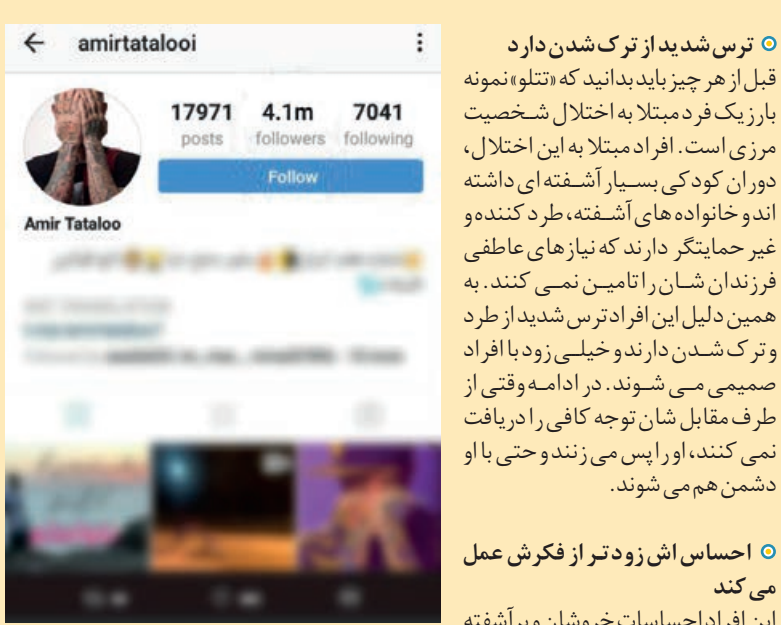 amirtatalooi
17971 4.1m 7041
posts followers following
Follow
Amir Tataloo
ترس شدید از ترک شدن دارد
قبل از هر چیز باید بدانید که «تتلو» نمونه
بارز یک فرد مبتلا به اختلال شخصیت
مرزی است. افراد مبتلا به این اختلال،
دوران کودکی بسیار آشفته ای داشته
اند و خانواده های آشفته، طرد کننده و
غیر حمایتگر دارند که نیازهای عاطفی
فرزندان شان را تامین نمی کنند. به
همین دلیل این افراد ترس شدید از طرد
و ترک شدن دارند و خیلی زود با افراد
صمیمی می شوند. در ادامه وقتی از
طرف مقابل شان توجه کافی را دریافت
نمی کنند، او را پس می زنند و حتی با او
دشمن هم می شوند.
احساس اش زودتر از فکرش عمل
می کند
این افراد احساسات خروشان و برآشفته